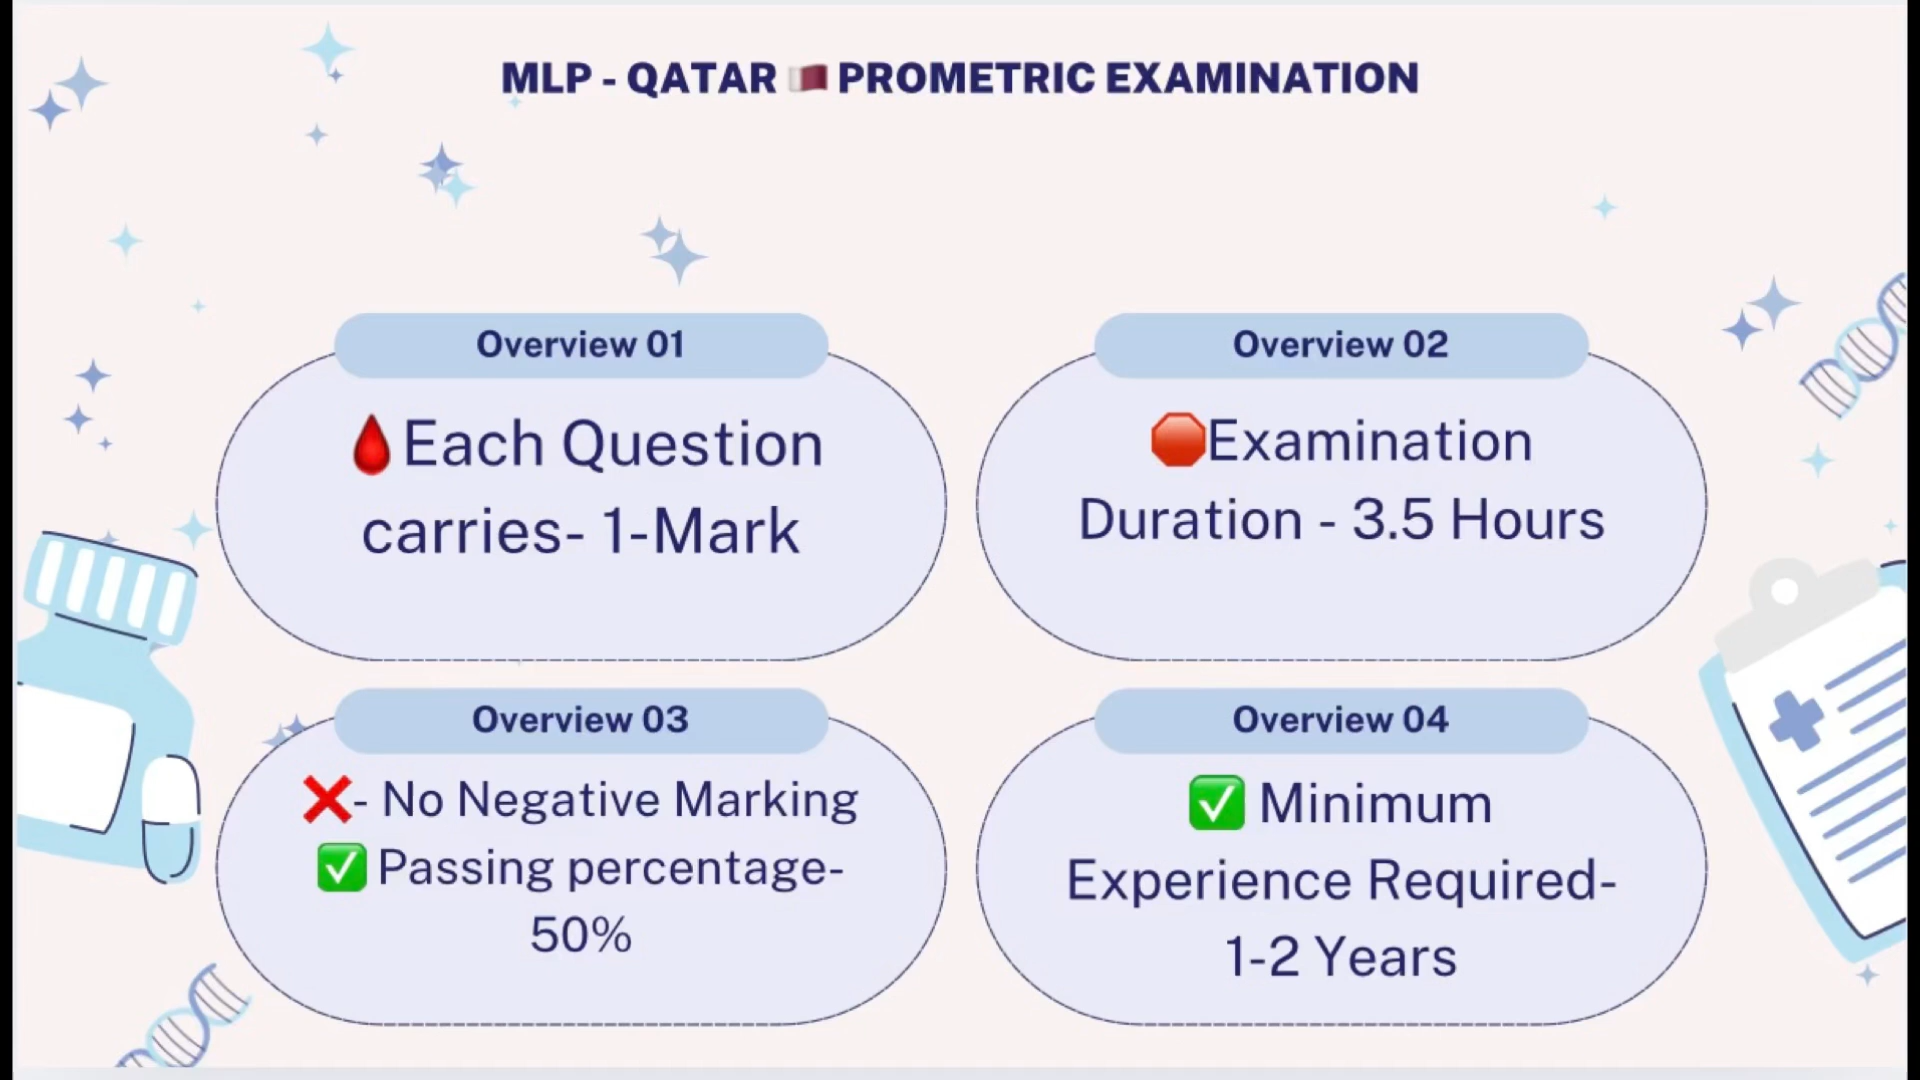 MLP - QATAR 🇶🇦 PROMETRIC EXAMINATION
Overview 01
🩸Each Question
carries- 1-Mark
Overview 02
🛑Examination
Duration - 3.5 Hours
Overview 03
❌- No Negative Marking
✅ Passing percentage-
50%
Overview 04
✅ Minimum
Experience Required-
1-2 Years